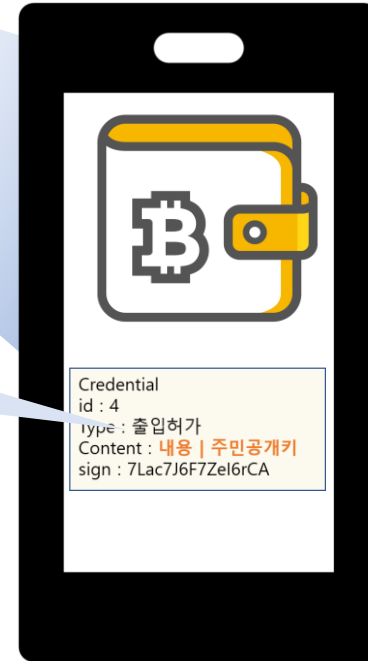 Credential
id : 4
Type : 출입허가
Content : 내용 | 주민공개키
sign : 7Lac7J6F7ZeI6rCA